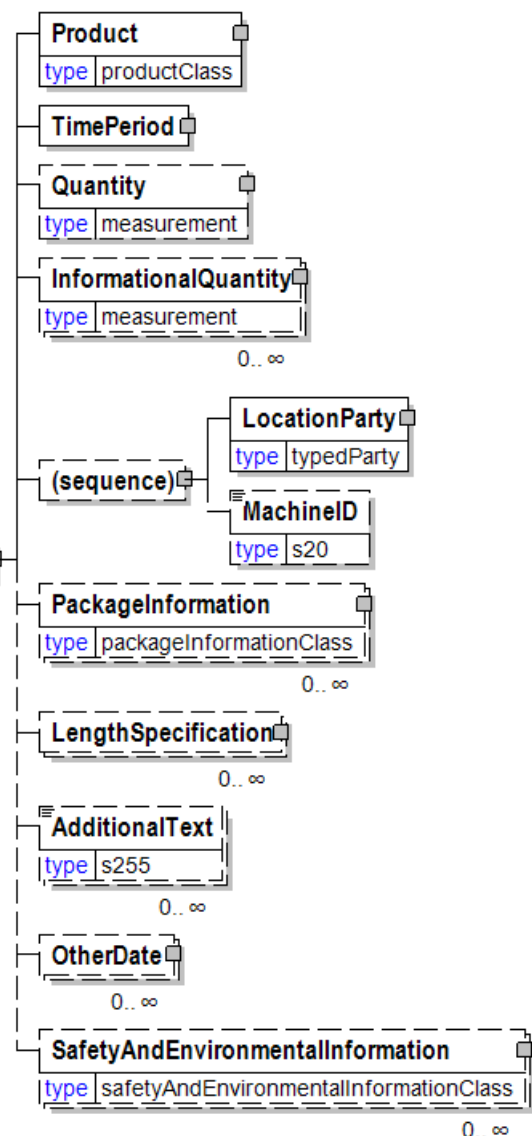 Product
type productClass
TimePeriod
Quantity
type measurement
InformationalQuantity
type measurement
0.. ∞
LocationParty
type typedParty
(sequence)
MachineID
type s20
PackageInformation
type packageInformationClass
0.. ∞
LengthSpecification
0.. ∞
AdditionalText
type s255
0.. ∞
OtherDate
0.. ∞
SafetyAndEnvironmentalInformation
type safetyAndEnvironmentalInformationClass
0.. ∞